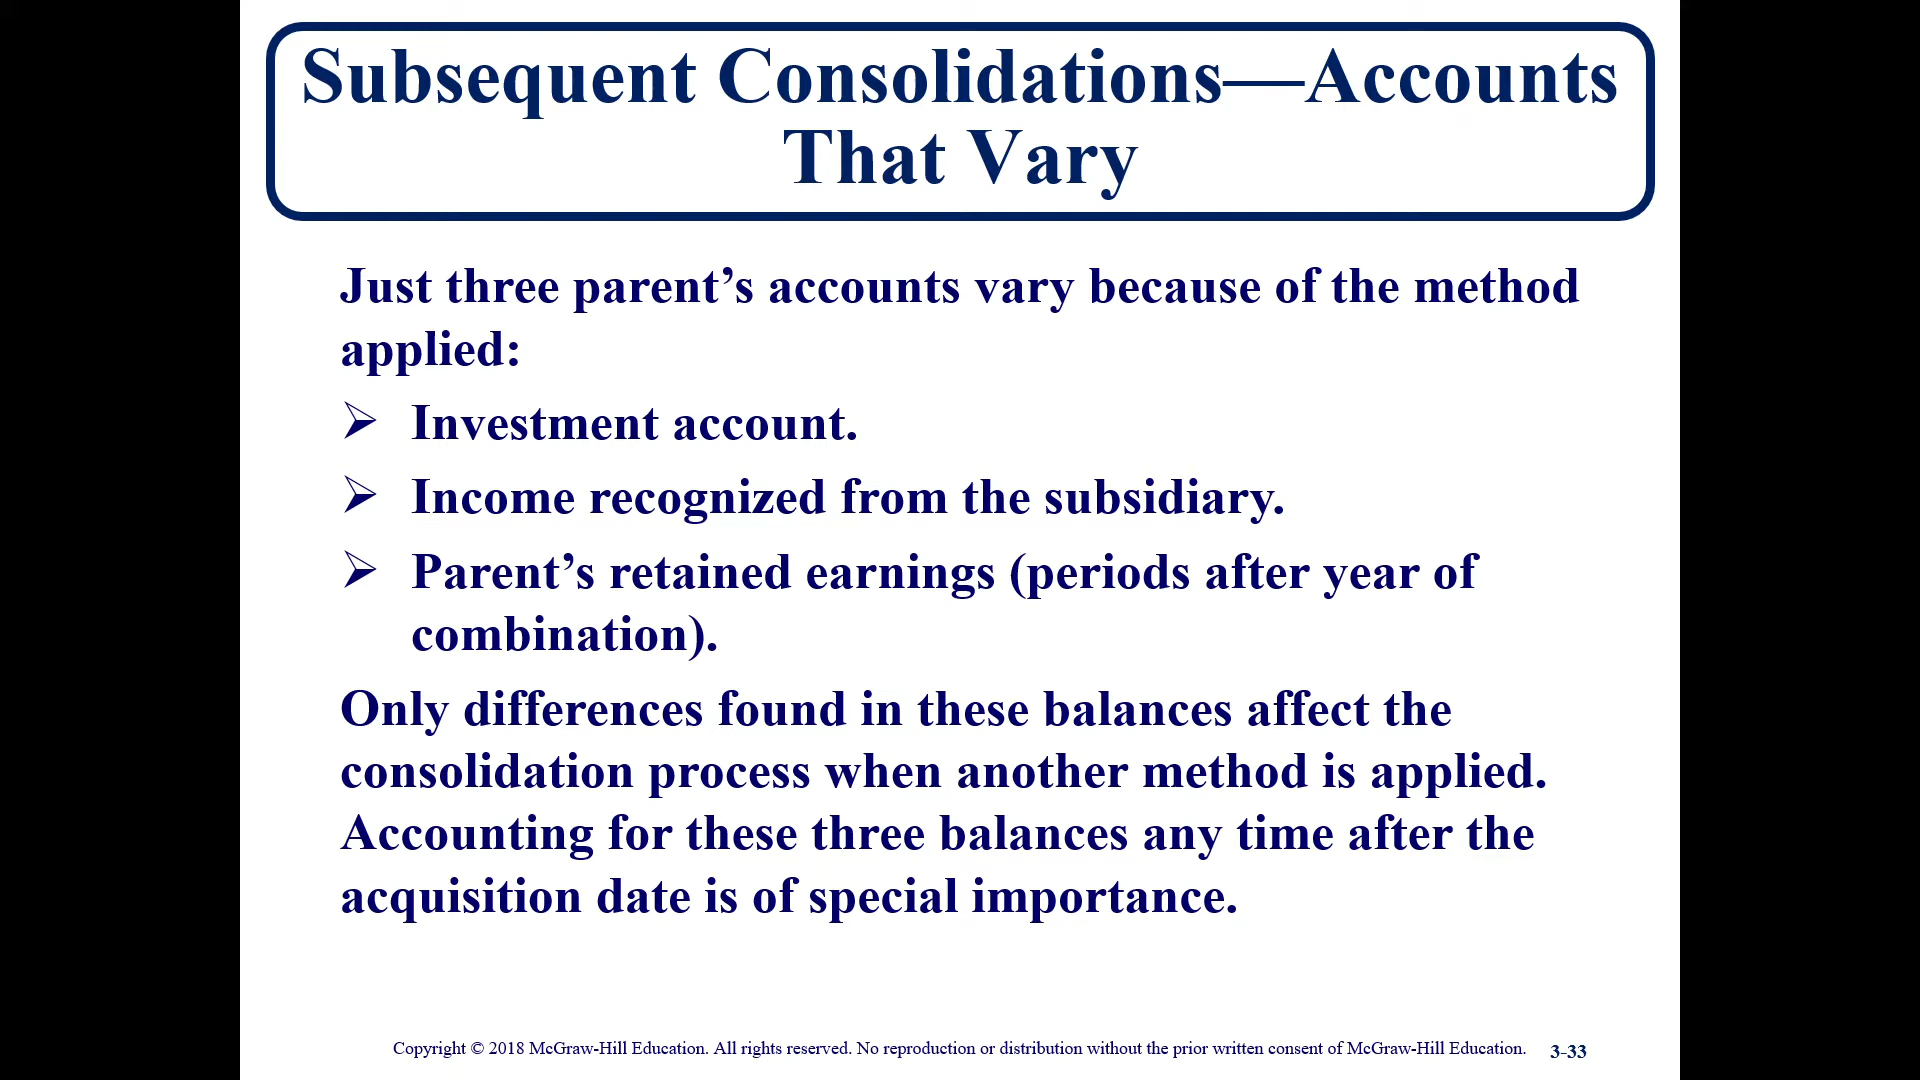 Subsequent Consolidations—Accounts
That Vary
Just three parent’s accounts vary because of the method
applied:
➢ Investment account.
➢ Income recognized from the subsidiary.
➢ Parent’s retained earnings (periods after year of
combination).
Only differences found in these balances affect the
consolidation process when another method is applied.
Accounting for these three balances any time after the
acquisition date is of special importance.
Copyright © 2018 McGraw-Hill Education. All rights reserved. No reproduction or distribution without the prior written consent of McGraw-Hill Education. 3-33